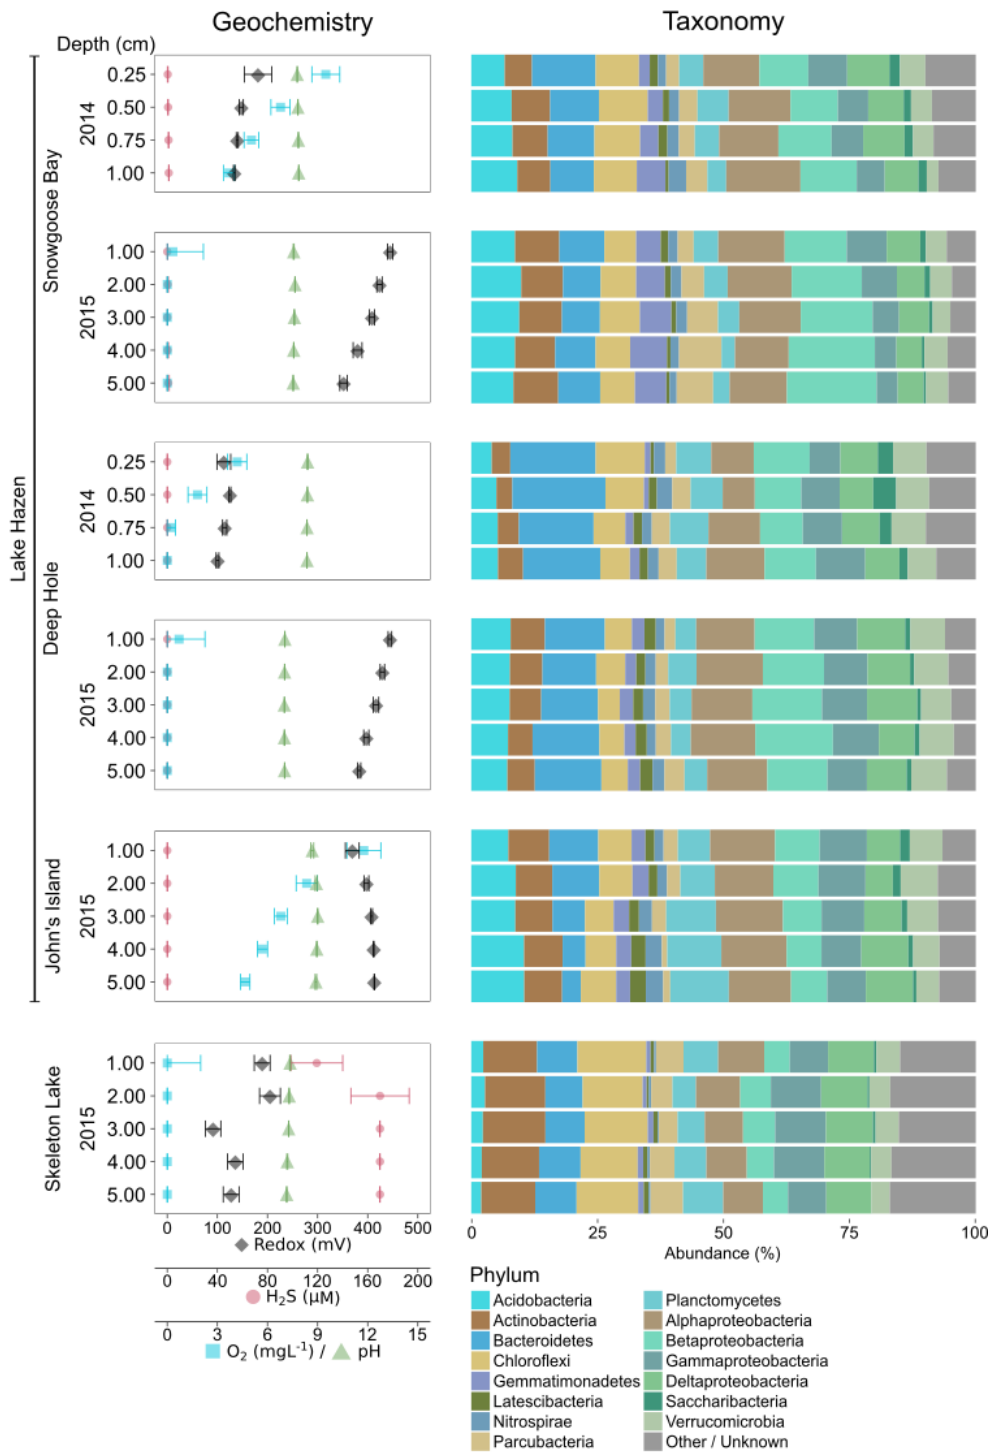 Geochemistry
Taxonomy
Depth (cm)
Lake Hazen
Snowgoose Bay
2014
0.25
0.50
0.75
1.00
2015
1.00
2.00
3.00
4.00
5.00
Deep Hole
2014
0.25
0.50
0.75
1.00
2015
1.00
2.00
3.00
4.00
5.00
John's Island
2015
1.00
2.00
3.00
4.00
5.00
Skeleton Lake
2015
1.00
2.00
3.00
4.00
5.00
0 100 200 300 400 500
Redox (mV)
0 40 80 120 160 200
H₂S (µM)
0 3 6 9 12 15
O₂ (mgL⁻¹) / pH
0 25 50 75 100
Abundance (%)
Phylum
Acidobacteria
Actinobacteria
Bacteroidetes
Chloroflexi
Gemmatimonadetes
Latescibacteria
Nitrospirae
Parcubacteria
Planctomycetes
Alphaproteobacteria
Betaproteobacteria
Gammaproteobacteria
Deltaproteobacteria
Saccharibacteria
Verrucomicrobia
Other / Unknown